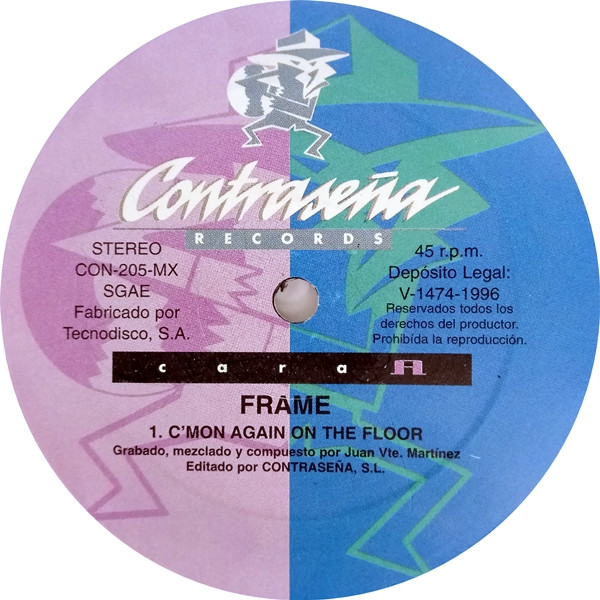 Contraseña
RECORDS
STEREO
CON-205-MX
SGAE
Fabricado por
Tecnodisco, S.A.
45 r.p.m.
Depósito Legal:
V-1474-1996
Reservados todos los
derechos del productor.
Prohibída la reproducción.
cara A
FRAME
1. C'MON AGAIN ON THE FLOOR
Grabado, mezclado y compuesto por Juan Vte. Martínez
Editado por CONTRASEÑA, S.L.